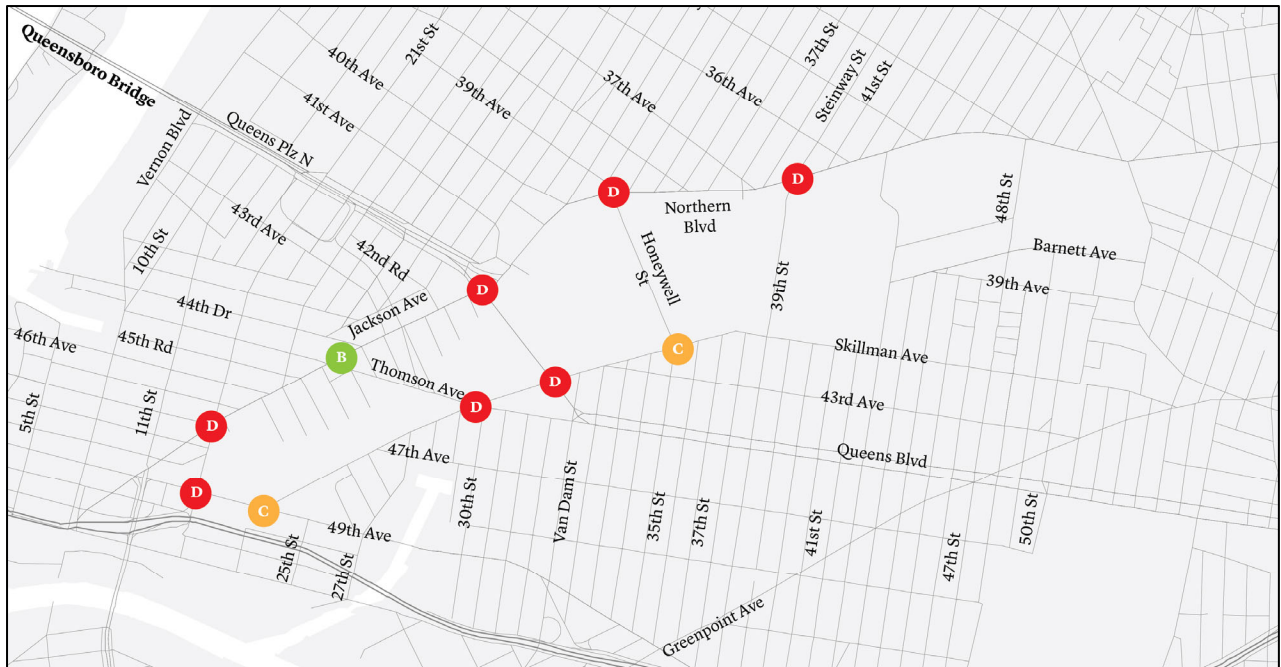 Queensboro Bridge
Vernon Blvd
Queens Plz N
40th Ave
41st Ave
21st St
39th Ave
37th Ave
36th Ave
37th St
Steinway St
41st St
10th St
43rd Ave
42nd Rd
D
D
Northern
Blvd
48th St
Barnett Ave
39th Ave
Honeywell
St
39th St
D
44th Dr
Jackson Ave
46th Ave
45th Rd
B
Thomson Ave
C
Skillman Ave
D
D
43rd Ave
5th St
11th St
D
47th Ave
Queens Blvd
D
C
49th Ave
30th St
Van Dam St
35th St
37th St
41st St
47th St
50th St
25th St
27th St
Greenpoint Ave